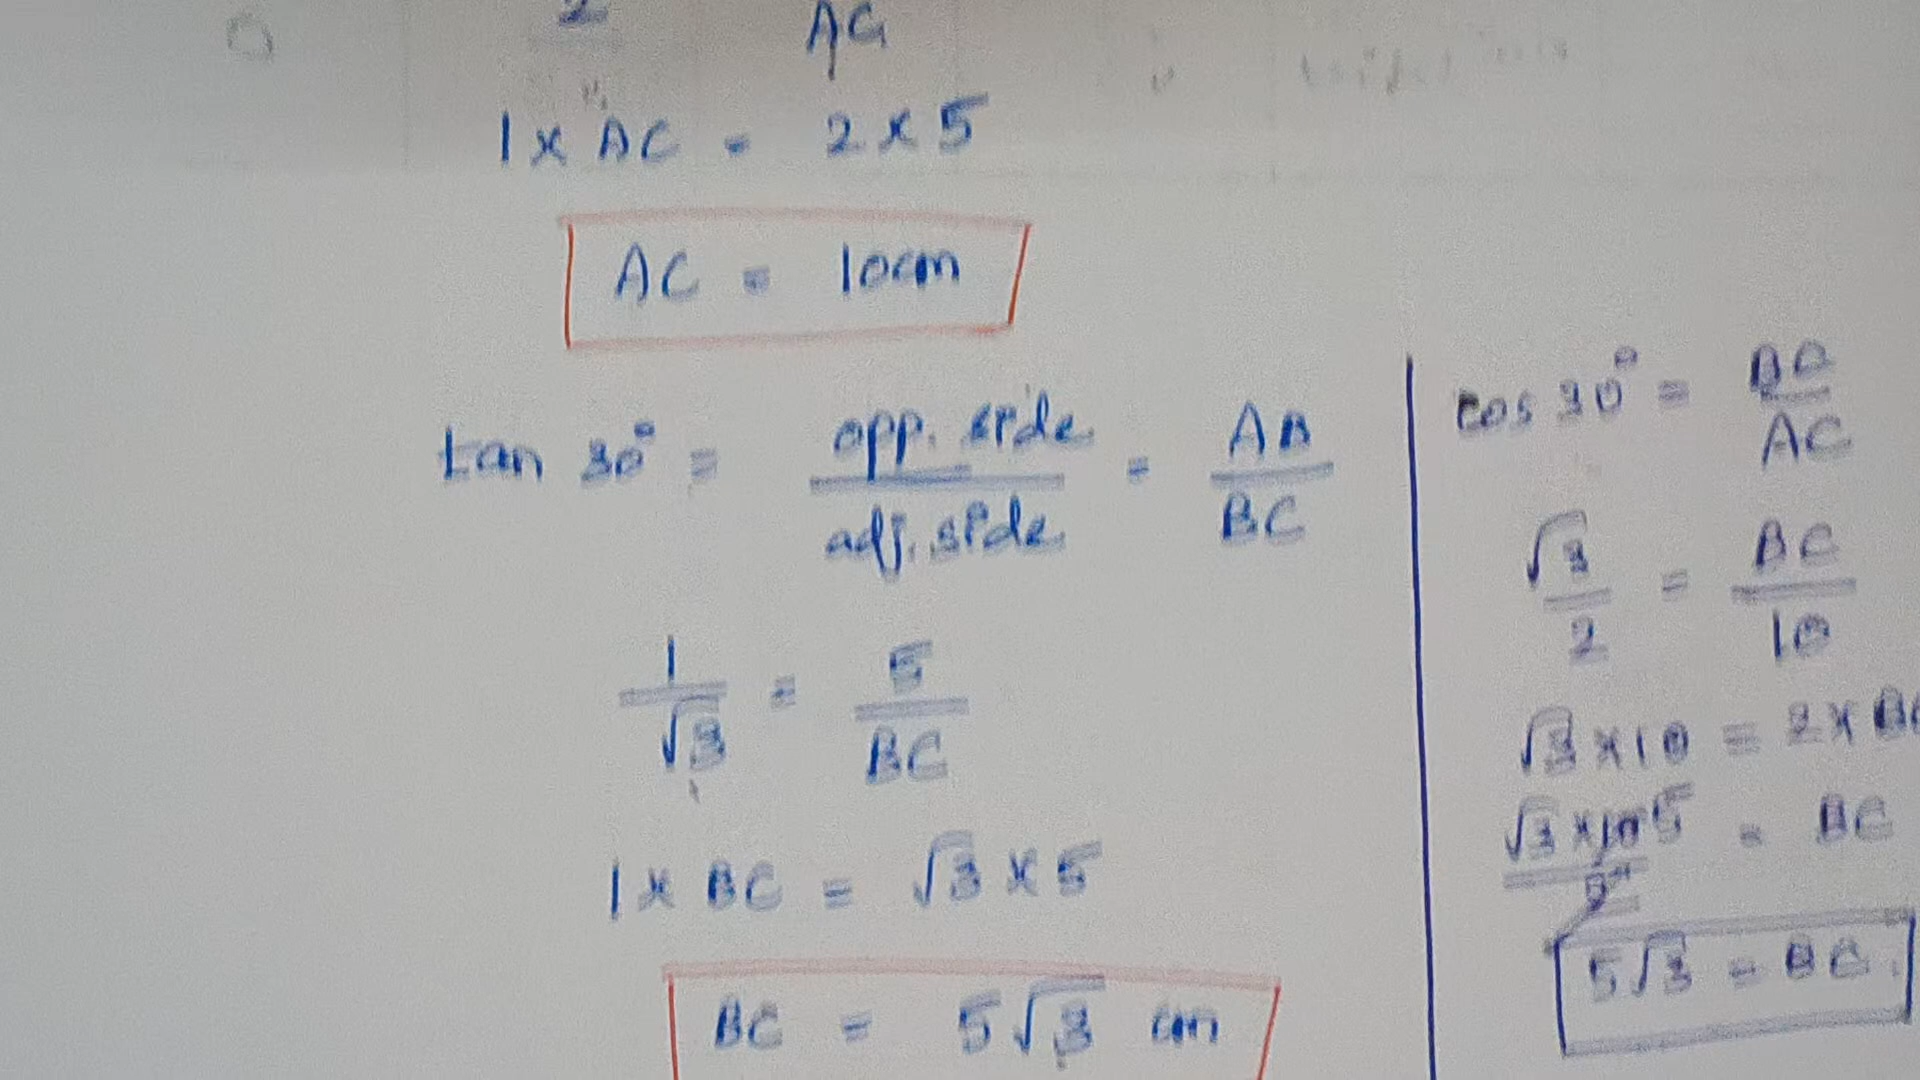 2 AC
1 x AC = 2 x 5
AC = 10cm
tan 30° = opp. side / adj. side = AB / BC
1 / √3 = 5 / BC
1 x BC = √3 x 5
BC = 5√3 cm
cos 30° = BC / AC
√3 / 2 = BC / 10
√3 x 10 = 2 x BC
√3 x 10 5 / 2 = BC
5√3 = BC